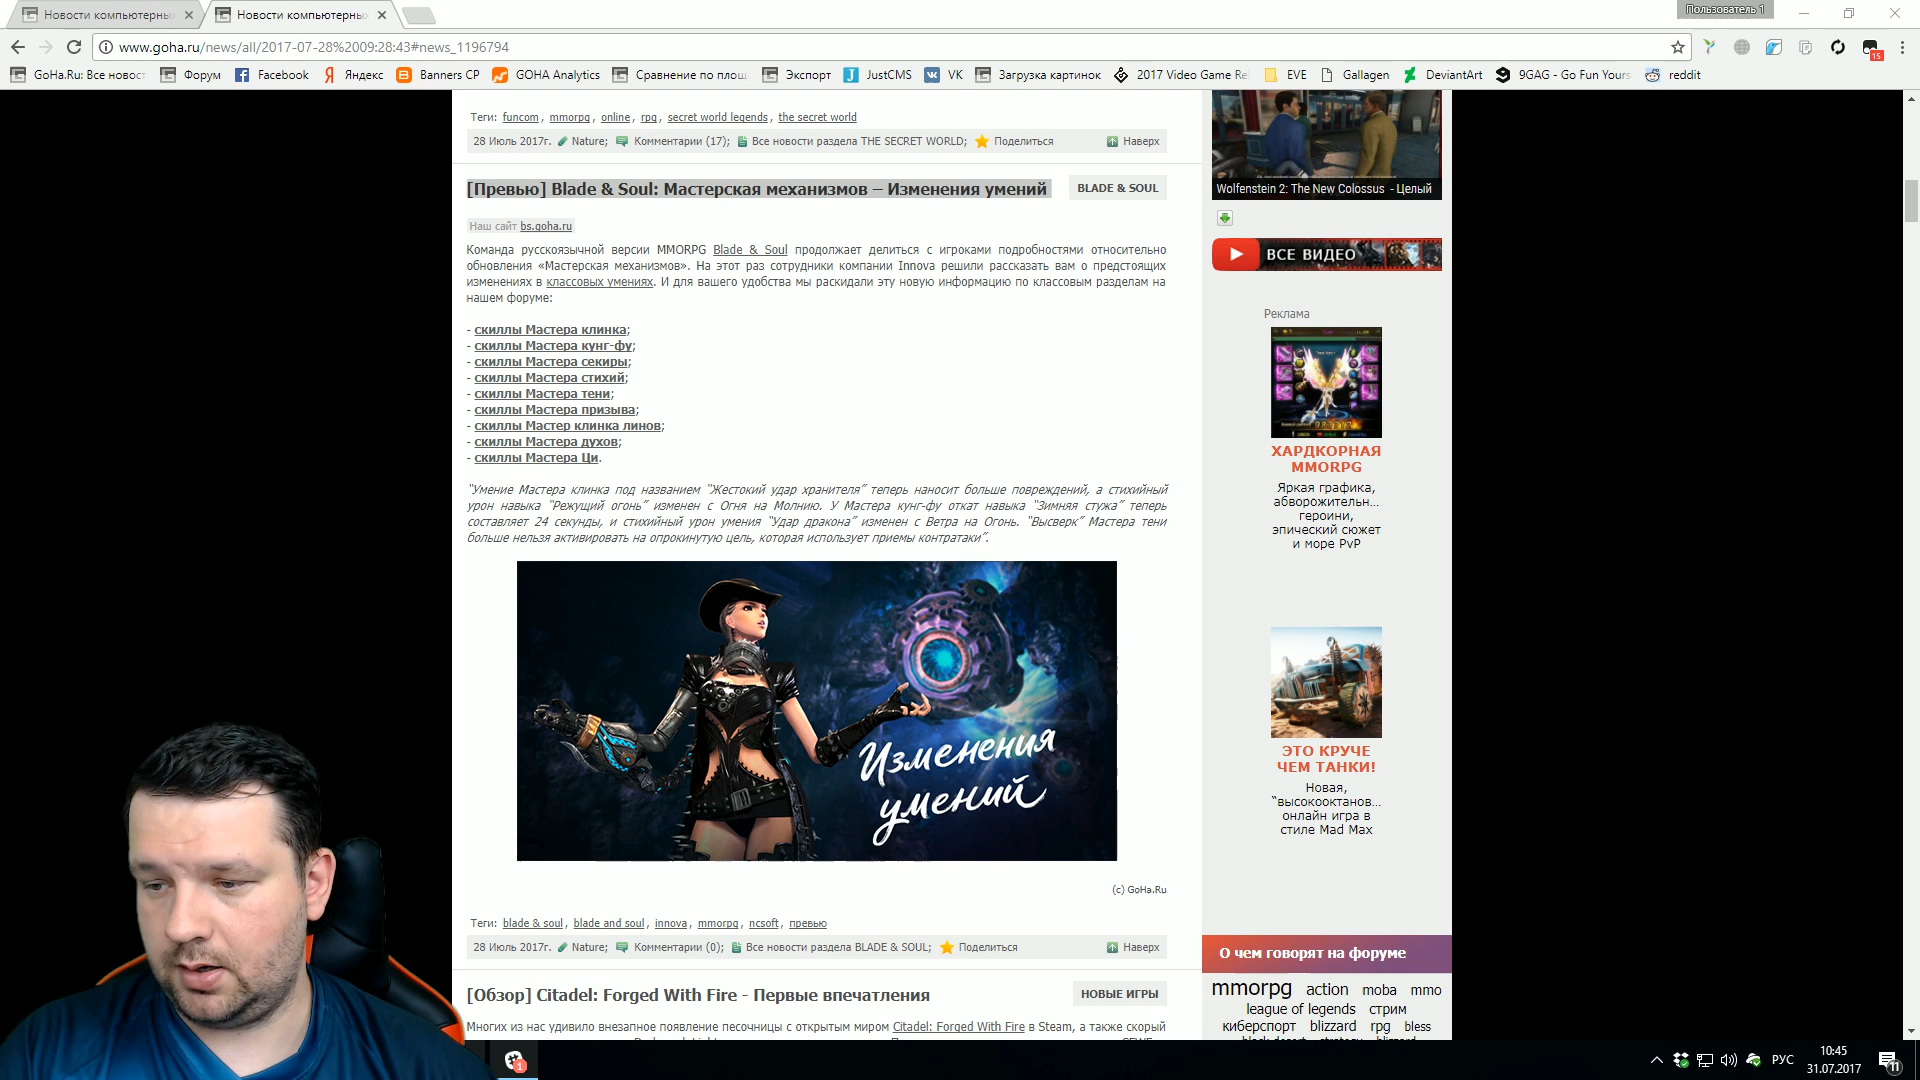 Новости компьютерны
Новости компьютерны
Пользователь 1
www.goha.ru/news/all/2017-07-28%2009:28:43#news_1196794
15
GoHa.Ru: Все новост
Форум
Facebook
Яндекс
Banners CP
GOHA Analytics
Сравнение по площ
Экспорт
JustCMS
VK
Загрузка картинок
2017 Video Game Re
EVE
Gallagen
DeviantArt
9GAG - Go Fun Yours
reddit
Теги: funcom, mmorpg, online, rpg, secret world legends, the secret world
28 Июль 2017г. Nature; Комментарии (17); Все новости раздела THE SECRET WORLD; Поделиться Наверх
[Превью] Blade & Soul: Мастерская механизмов – Изменения умений BLADE & SOUL
Наш сайт bs.goha.ru
Команда русскоязычной версии MMORPG Blade & Soul продолжает делиться с игроками подробностями относительно
обновления «Мастерская механизмов». На этот раз сотрудники компании Innova решили рассказать вам о предстоящих
изменениях в классовых умениях. И для вашего удобства мы раскидали эту новую информацию по классовым разделам на
нашем форуме:
- скиллы Мастера клинка;
- скиллы Мастера кунг-фу;
- скиллы Мастера секиры;
- скиллы Мастера стихий;
- скиллы Мастера тени;
- скиллы Мастера призыва;
- скиллы Мастер клинка линов;
- скиллы Мастера духов;
- скиллы Мастера Ци.
“Умение Мастера клинка под названием “Жестокий удар хранителя” теперь наносит больше повреждений, а стихийный
урон навыка “Режущий огонь” изменен с Огня на Молнию. У Мастера кунг-фу откат навыка “Зимняя стужа” теперь
составляет 24 секунды, и стихийный урон умения “Удар дракона” изменен с Ветра на Огонь. “Высверк” Мастера тени
больше нельзя активировать на опрокинутую цель, которая использует приемы контратаки”.
Изменения
умений
(c) GoHa.Ru
Теги: blade & soul, blade and soul, innova, mmorpg, ncsoft, превью
28 Июль 2017г. Nature; Комментарии (0); Все новости раздела BLADE & SOUL; Поделиться Наверх
[Обзор] Citadel: Forged With Fire - Первые впечатления НОВЫЕ ИГРЫ
Многих из нас удивило внезапное появление песочницы с открытым миром Citadel: Forged With Fire в Steam, а также скорый
Wolfenstein 2: The New Colossus - Целый
ВСЕ ВИДЕО
Реклама
ХАРДКОРНАЯ
MMORPG
Яркая графика,
абворожительн...
героини,
эпический сюжет
и море PvP
ЭТО КРУЧЕ
ЧЕМ ТАНКИ!
Новая,
“высокооктанов...
онлайн игра в
стиле Mad Max
О чем говорят на форуме
mmorpg action moba mmo
league of legends стрим
киберспорт blizzard rpg bless
1
РУС
10:45
31.07.2017
11